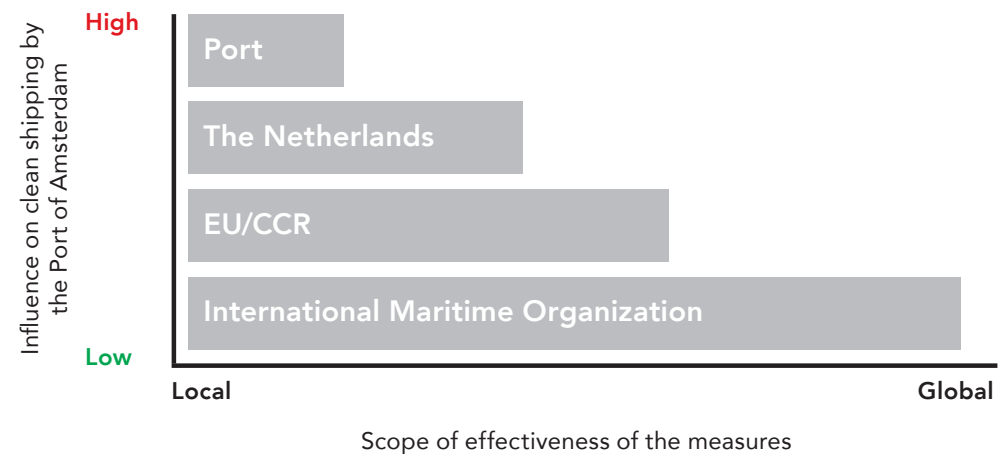 Influence on clean shipping by
the Port of Amsterdam
High
Port
The Netherlands
EU/CCR
International Maritime Organization
Low
Local
Global
Scope of effectiveness of the measures